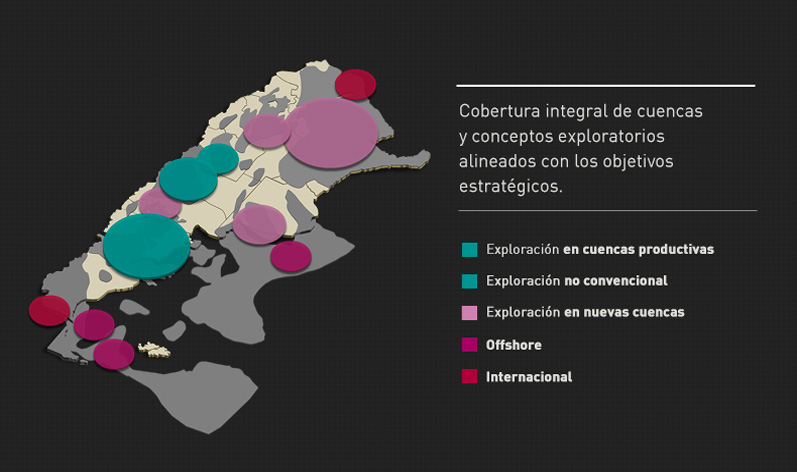 Cobertura integral de cuencas
y conceptos exploratorios
alineados con los objetivos
estratégicos.
Exploración en cuencas productivas
Exploración no convencional
Exploración en nuevas cuencas
Offshore
Internacional